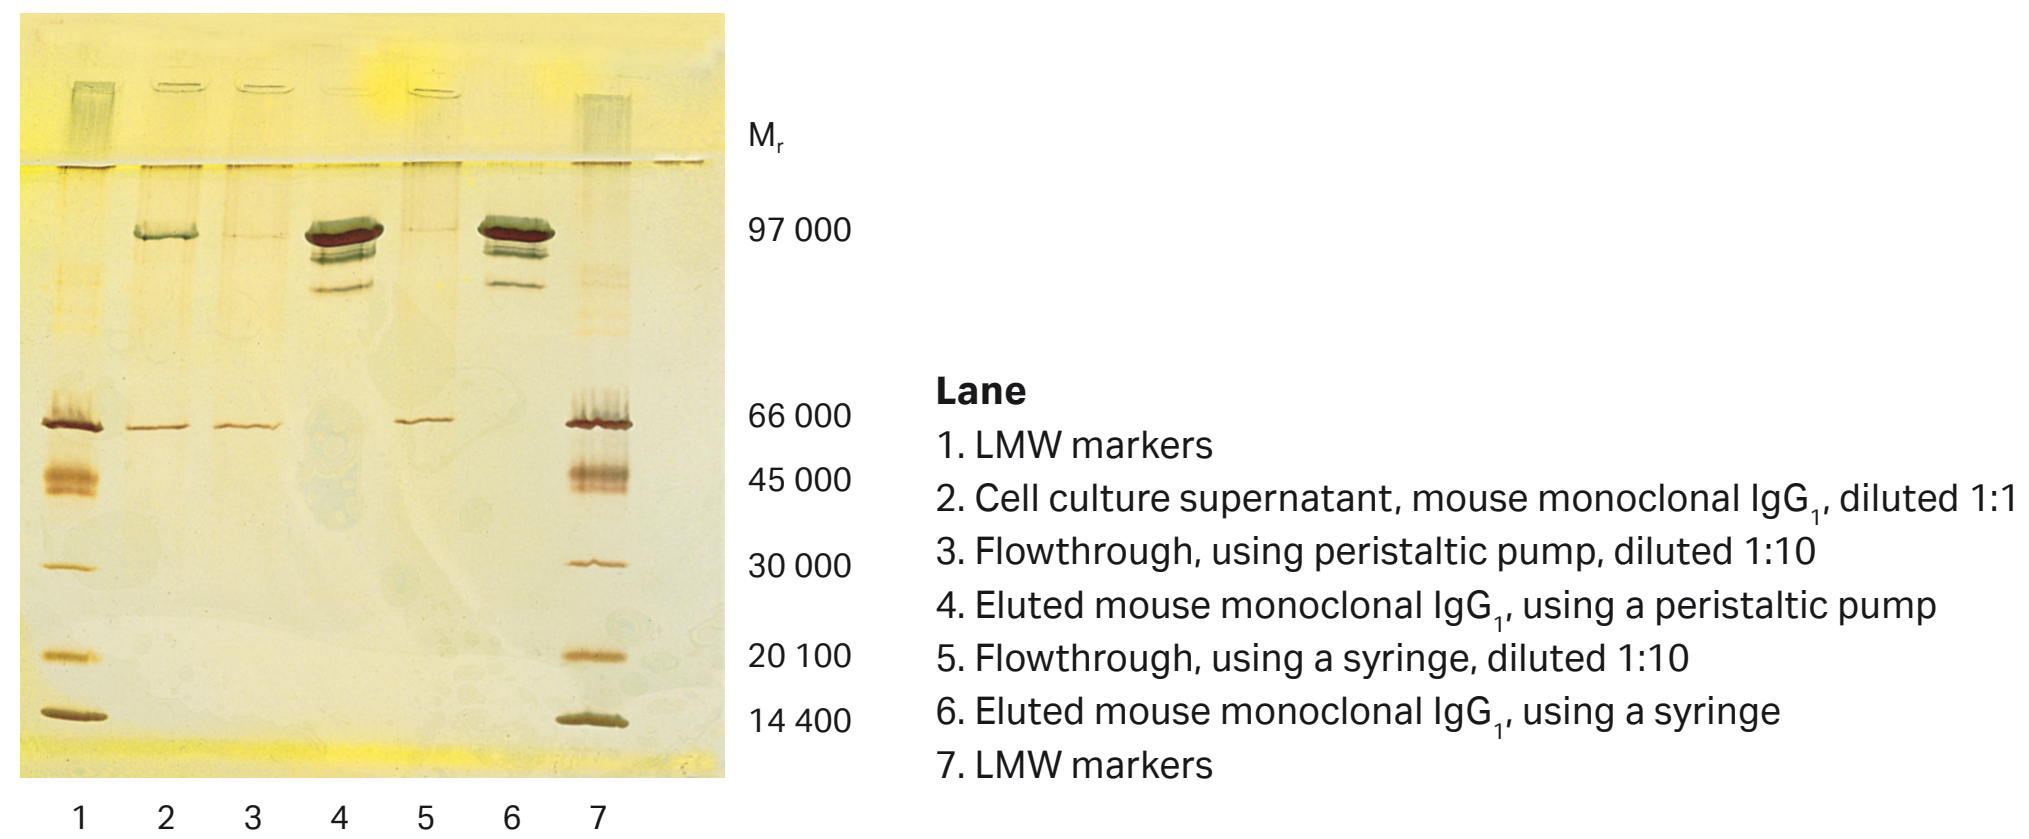 M
r
97 000
66 000
45 000
30 000
20 100
14 400
1 2 3 4 5 6 7
Lane
1. LMW markers
2. Cell culture supernatant, mouse monoclonal IgG1, diluted 1:1
3. Flowthrough, using peristaltic pump, diluted 1:10
4. Eluted mouse monoclonal IgG1, using a peristaltic pump
5. Flowthrough, using a syringe, diluted 1:10
6. Eluted mouse monoclonal IgG1, using a syringe
7. LMW markers